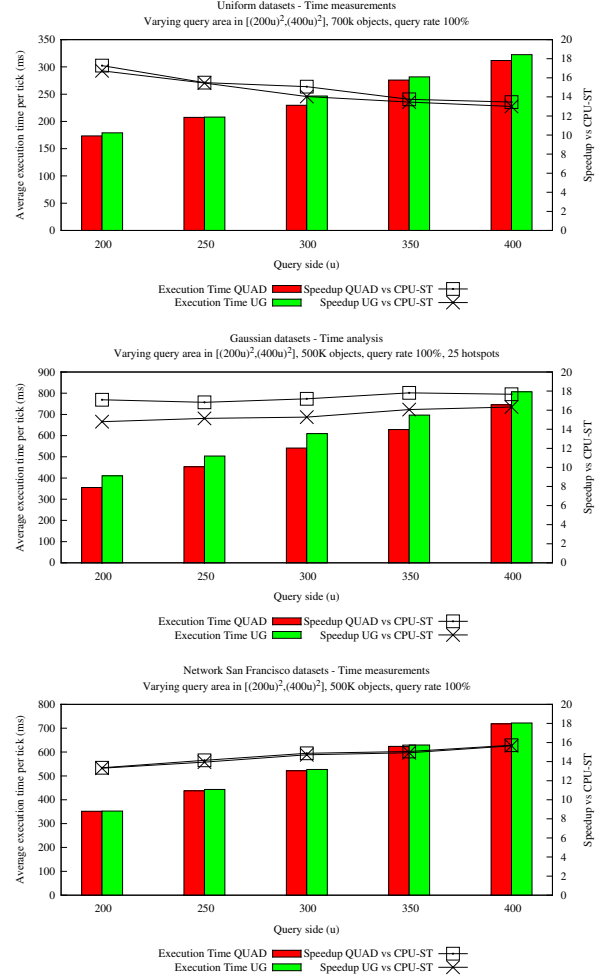 Uniform datasets - Time measurements
Varying query area in [(200u)²,(400u)²], 700k objects, query rate 100%
Average execution time per tick (ms)
350
300
250
200
150
100
50
0
20
18
16
14
12
10
8
6
4
2
0
Speedup vs CPU-ST
200 250 300 350 400
Query side (u)
Execution Time QUAD Speedup QUAD vs CPU-ST
Execution Time UG Speedup UG vs CPU-ST
Gaussian datasets - Time analysis
Varying query area in [(200u)²,(400u)²], 500K objects, query rate 100%, 25 hotspots
Average execution time per tick (ms)
900
800
700
600
500
400
300
200
100
0
20
18
16
14
12
10
8
6
4
2
0
Speedup vs CPU-ST
200 250 300 350 400
Query side (u)
Execution Time QUAD Speedup QUAD vs CPU-ST
Execution Time UG Speedup UG vs CPU-ST
Network San Francisco datasets - Time measurements
Varying query area in [(200u)²,(400u)²], 500K objects, query rate 100%
Average execution time per tick (ms)
800
700
600
500
400
300
200
100
0
20
18
16
14
12
10
8
6
4
2
0
Speedup vs CPU-ST
200 250 300 350 400
Query side (u)
Execution Time QUAD Speedup QUAD vs CPU-ST
Execution Time UG Speedup UG vs CPU-ST